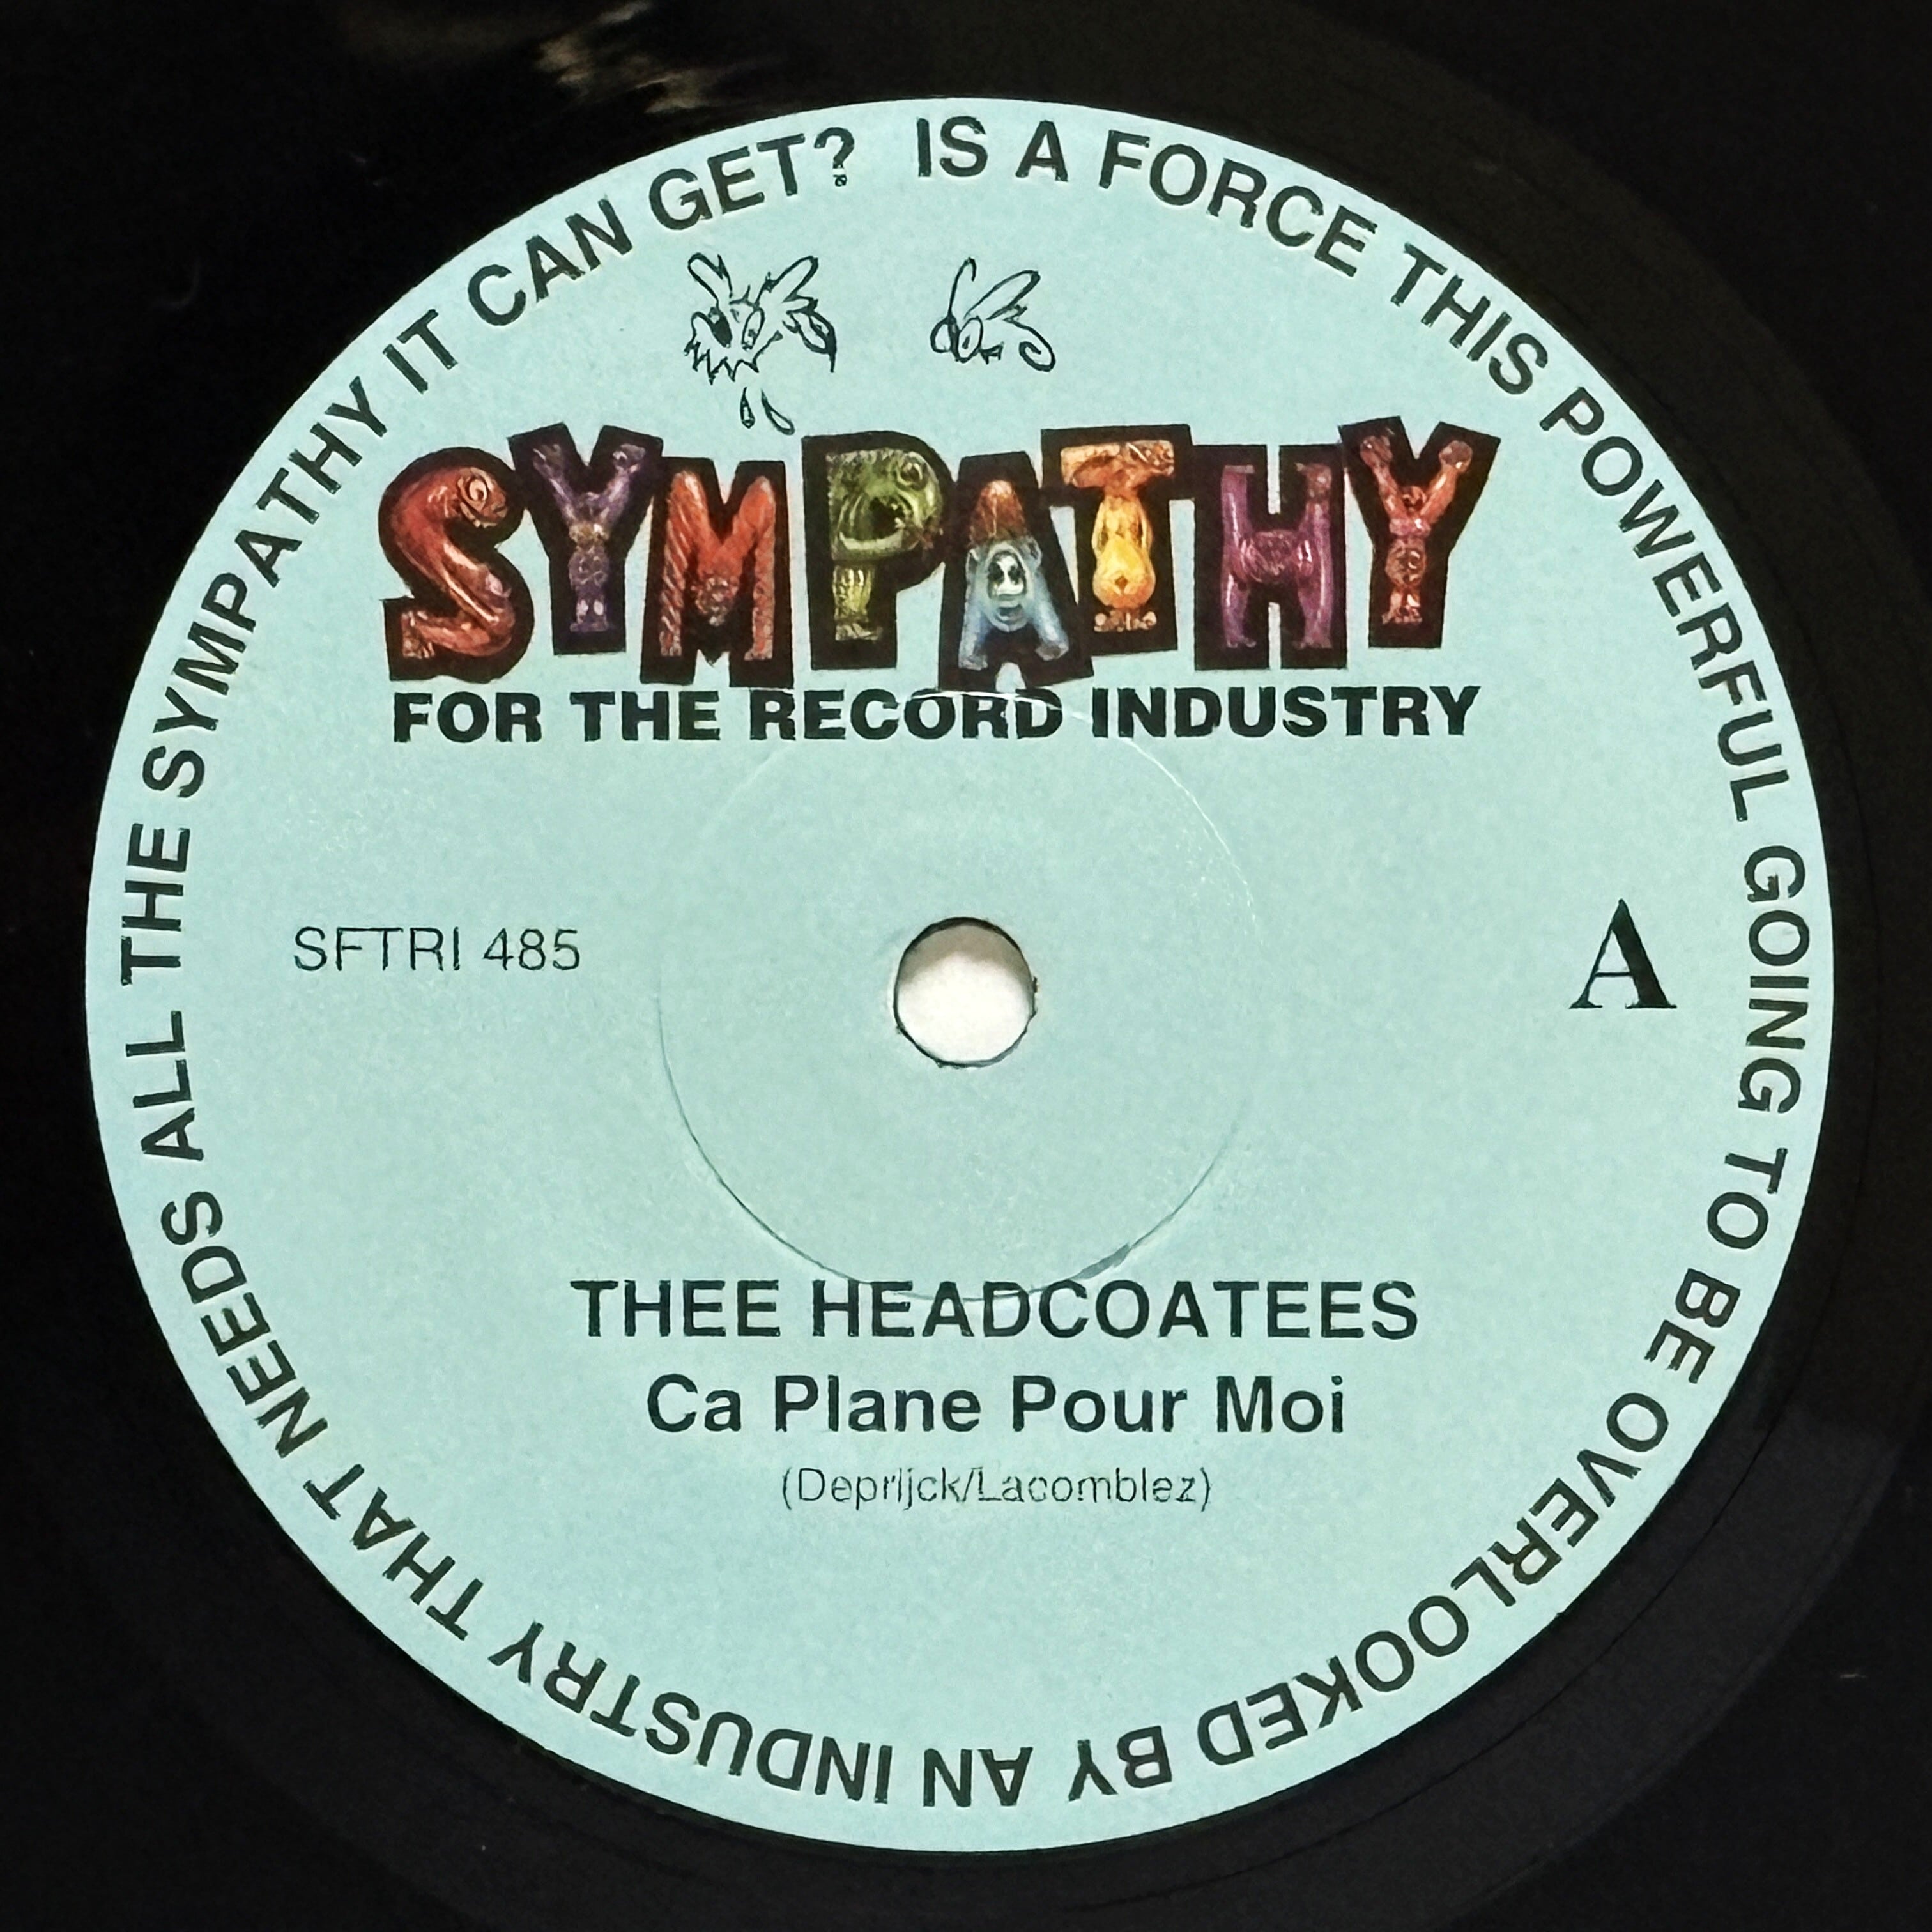 IS A FORCE THIS POWERFUL GOING TO BE OVERLOOKED BY AN INDUSTRY THAT NEEDS ALL THE SYMPATHY IT CAN GET?
SYMPATHY
FOR THE RECORD INDUSTRY
SFTRI 485
A
THEE HEADCOATEES
Ca Plane Pour Moi
(Deprijck/Lacomblez)